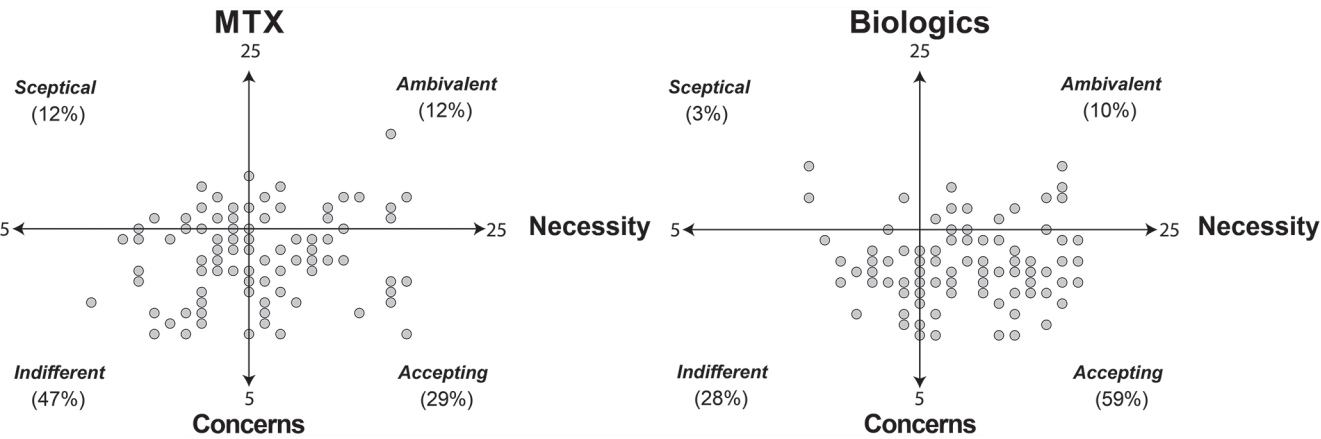 MTX
25
Sceptical
(12%)
Ambivalent
(12%)
5
25
Necessity
Indifferent
(47%)
Accepting
(29%)
5
Concerns
Biologics
25
Sceptical
(3%)
Ambivalent
(10%)
5
25
Necessity
Indifferent
(28%)
Accepting
(59%)
5
Concerns